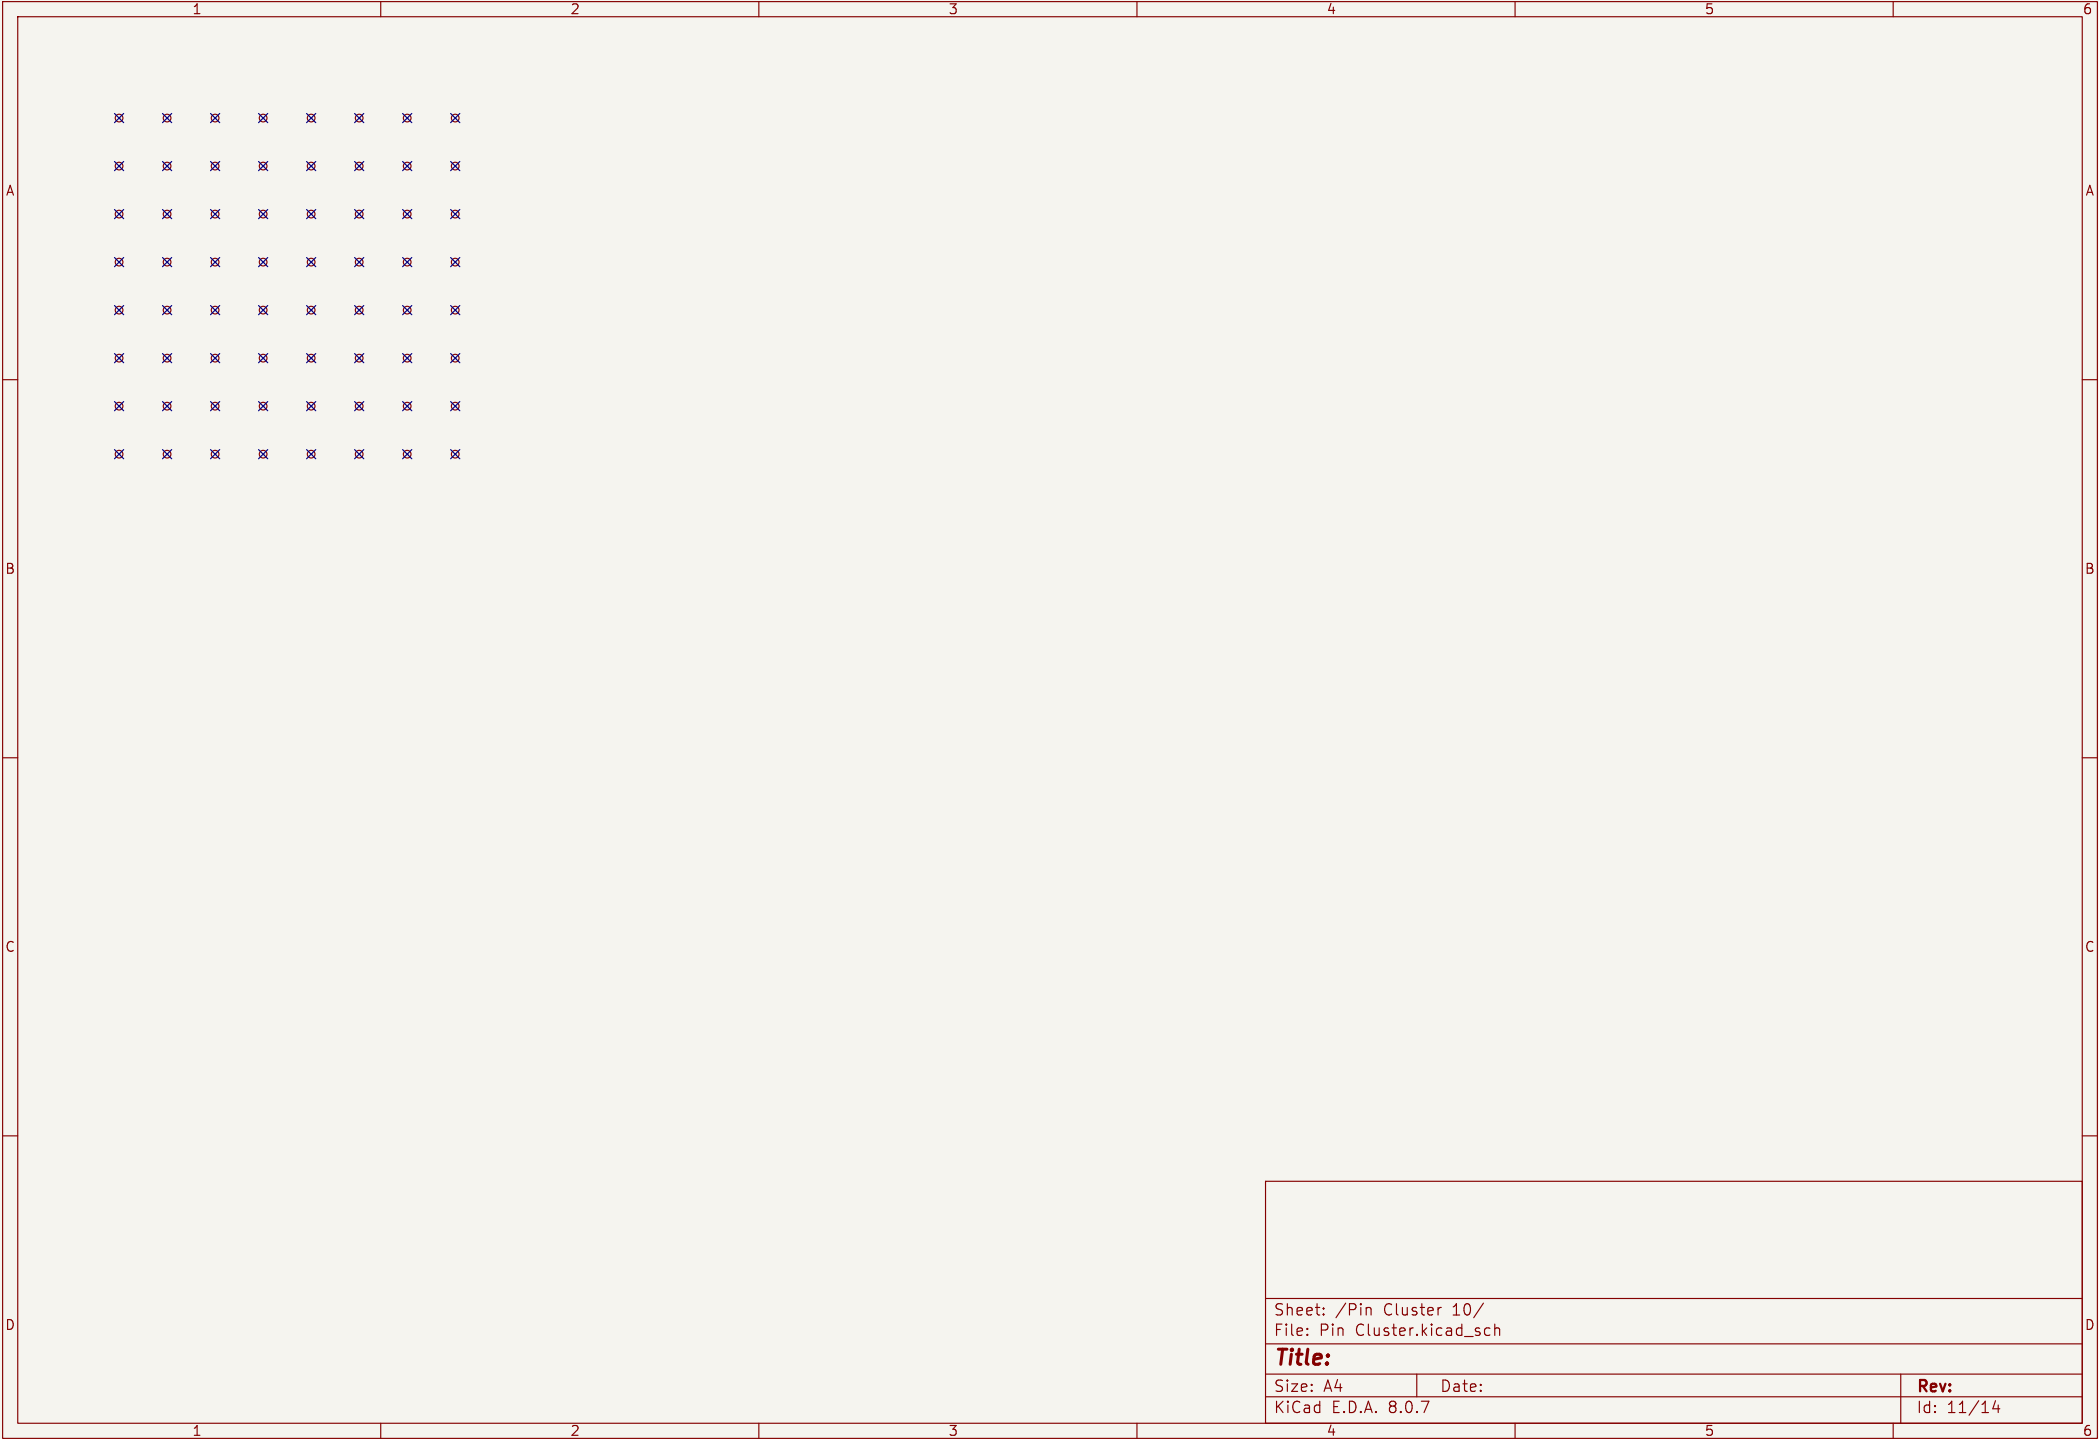 1 2 3 4 5 6
A A
B B
C C
Sheet: /Pin Cluster 10/
File: Pin Cluster.kicad_sch
D D
Title:
Size: A4 Date: Rev:
KiCad E.D.A. 8.0.7 Id: 11/14
1 2 3 4 5 6